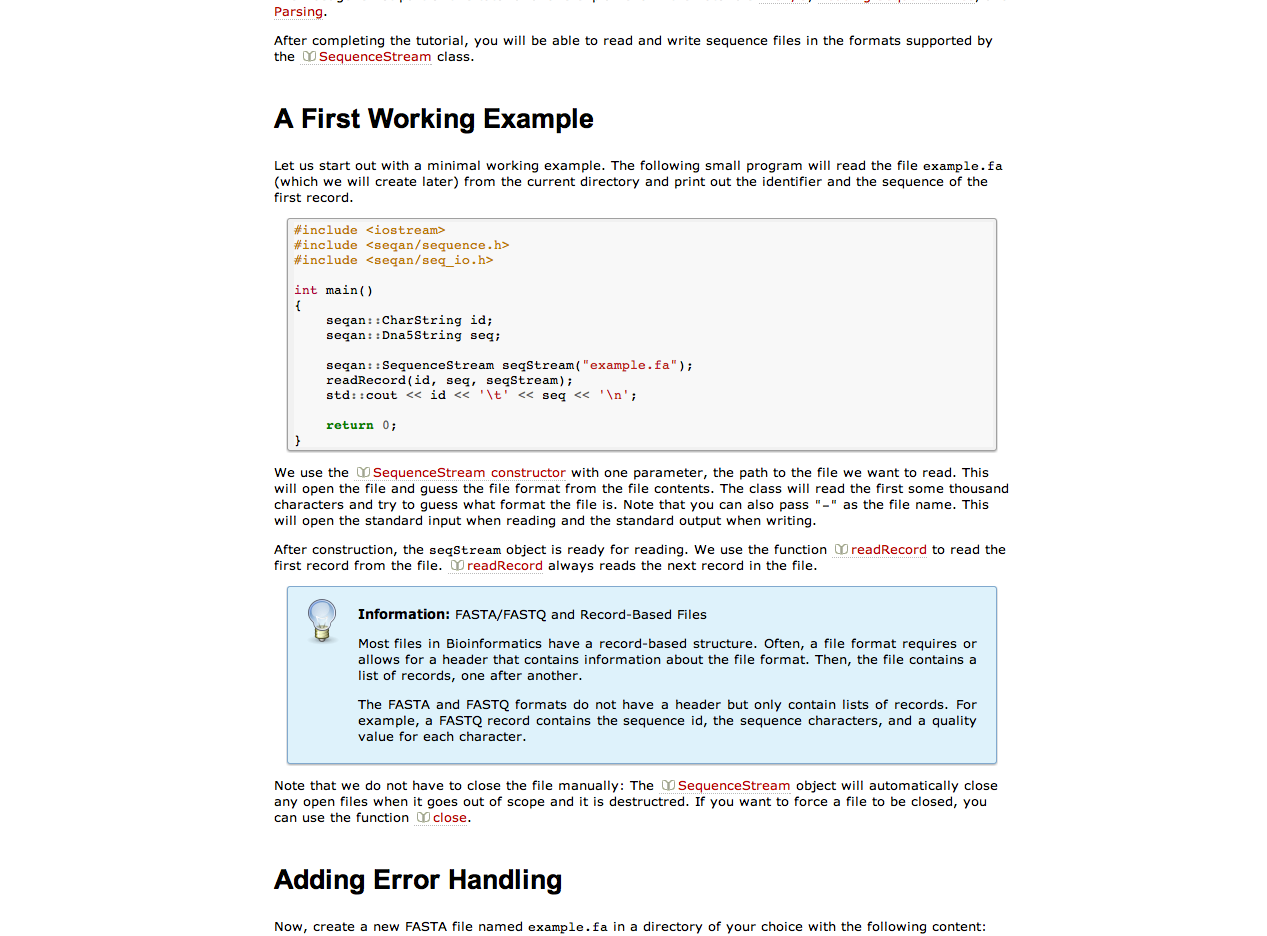 Parsing.
After completing the tutorial, you will be able to read and write sequence files in the formats supported by
the SequenceStream class.
A First Working Example
Let us start out with a minimal working example. The following small program will read the file example.fa
(which we will create later) from the current directory and print out the identifier and the sequence of the
first record.
#include <iostream>
#include <seqan/sequence.h>
#include <seqan/seq_io.h>
int main()
{
    seqan::CharString id;
    seqan::Dna5String seq;
    seqan::SequenceStream seqStream("example.fa");
    readRecord(id, seq, seqStream);
    std::cout << id << '\t' << seq << '\n';
    return 0;
}
We use the SequenceStream constructor with one parameter, the path to the file we want to read. This
will open the file and guess the file format from the file contents. The class will read the first some thousand
characters and try to guess what format the file is. Note that you can also pass "-" as the file name. This
will open the standard input when reading and the standard output when writing.
After construction, the seqStream object is ready for reading. We use the function readRecord to read the
first record from the file. readRecord always reads the next record in the file.
Information: FASTA/FASTQ and Record-Based Files
Most files in Bioinformatics have a record-based structure. Often, a file format requires or
allows for a header that contains information about the file format. Then, the file contains a
list of records, one after another.
The FASTA and FASTQ formats do not have a header but only contain lists of records. For
example, a FASTQ record contains the sequence id, the sequence characters, and a quality
value for each character.
Note that we do not have to close the file manually: The SequenceStream object will automatically close
any open files when it goes out of scope and it is destructred. If you want to force a file to be closed, you
can use the function close.
Adding Error Handling
Now, create a new FASTA file named example.fa in a directory of your choice with the following content: